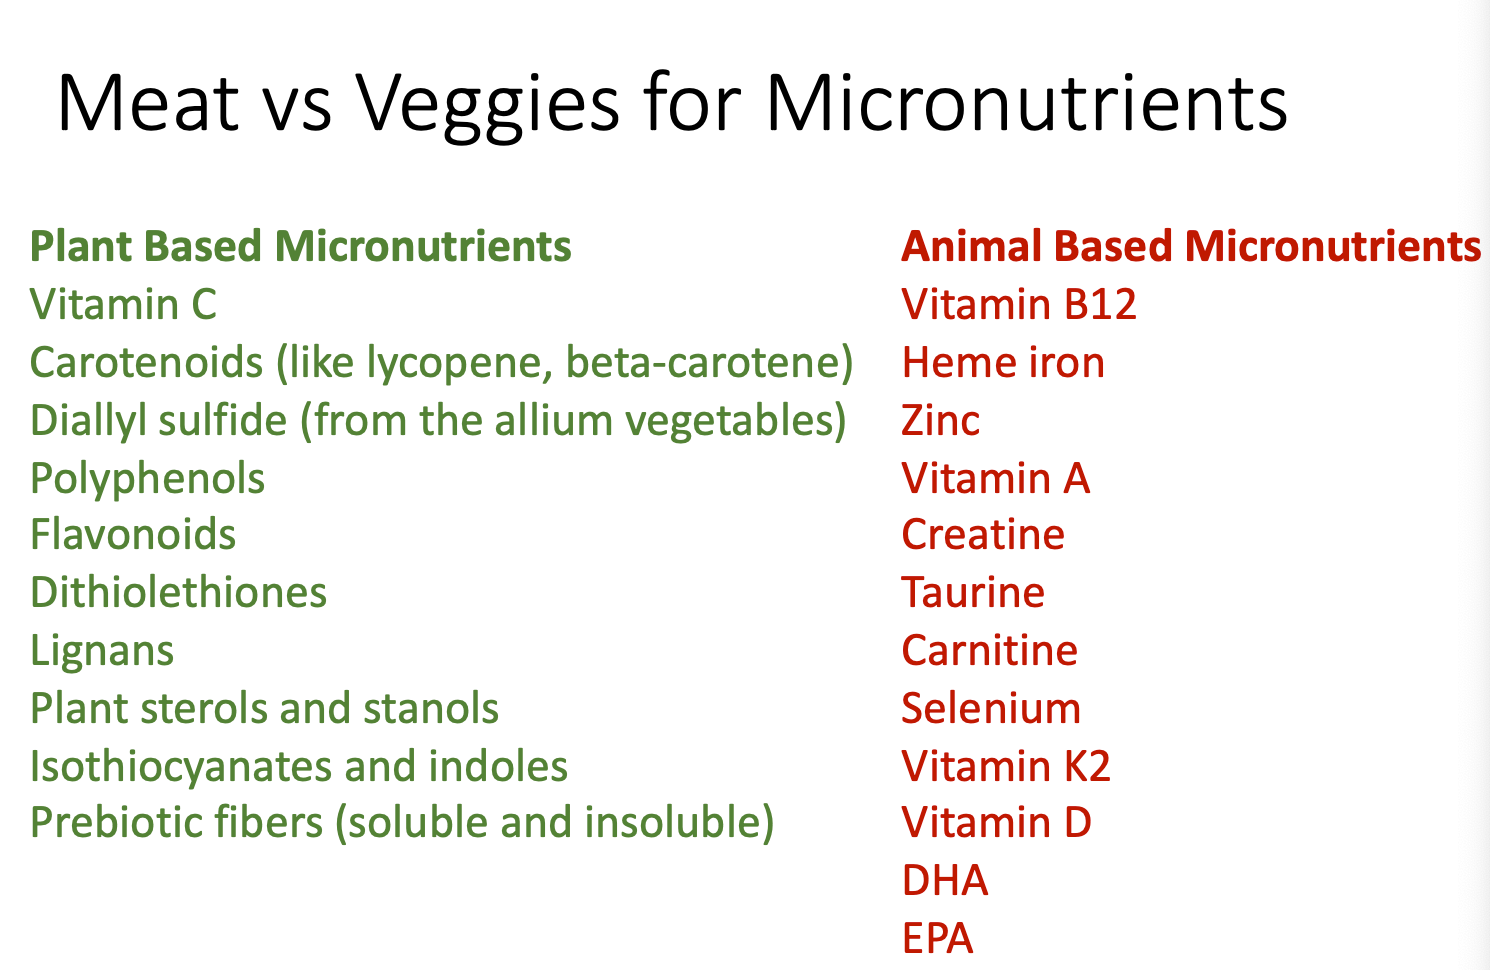 Meat vs Veggies for Micronutrients
Plant Based Micronutrients
Vitamin C
Carotenoids (like lycopene, beta-carotene)
Diallyl sulfide (from the allium vegetables)
Polyphenols
Flavonoids
Dithiolethiones
Lignans
Plant sterols and stanols
Isothiocyanates and indoles
Prebiotic fibers (soluble and insoluble)
Animal Based Micronutrients
Vitamin B12
Heme iron
Zinc
Vitamin A
Creatine
Taurine
Carnitine
Selenium
Vitamin K2
Vitamin D
DHA
EPA